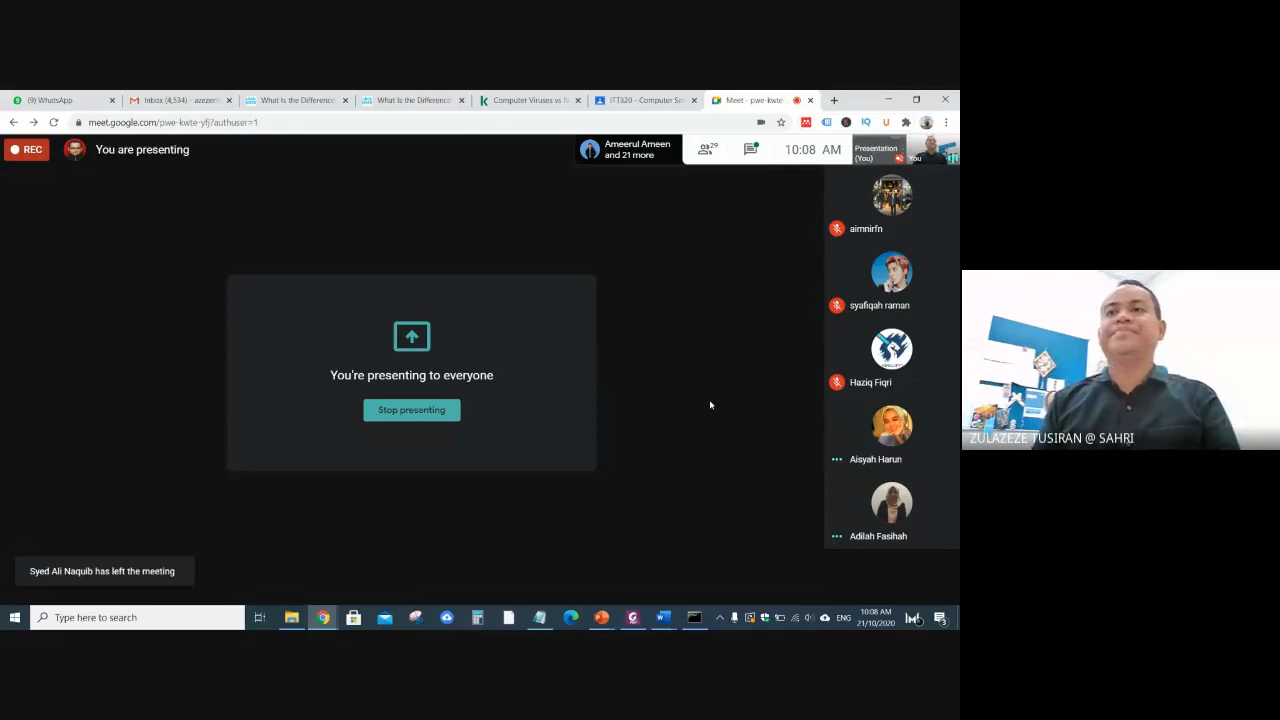 (9) WhatsApp
Inbox (4,534) - azezem
What Is the Difference
What Is the Difference
Computer Viruses vs N
ITT320 - Computer Se
Meet - pwe-kwte-
meet.google.com/pwe-kwte-yfj?authuser=1
REC
You are presenting
Ameerul Ameen
and 21 more
29
10:08 AM
Presentation
(You)
You
aimnirfn
syafiqah raman
Haziq Fiqri
Aisyah Harun
Adilah Fasihah
You're presenting to everyone
Stop presenting
Syed Ali Naquib has left the meeting
ZULAZEZE TUSIRAN @ SAHRI
Type here to search
ENG
10:08 AM
21/10/2020